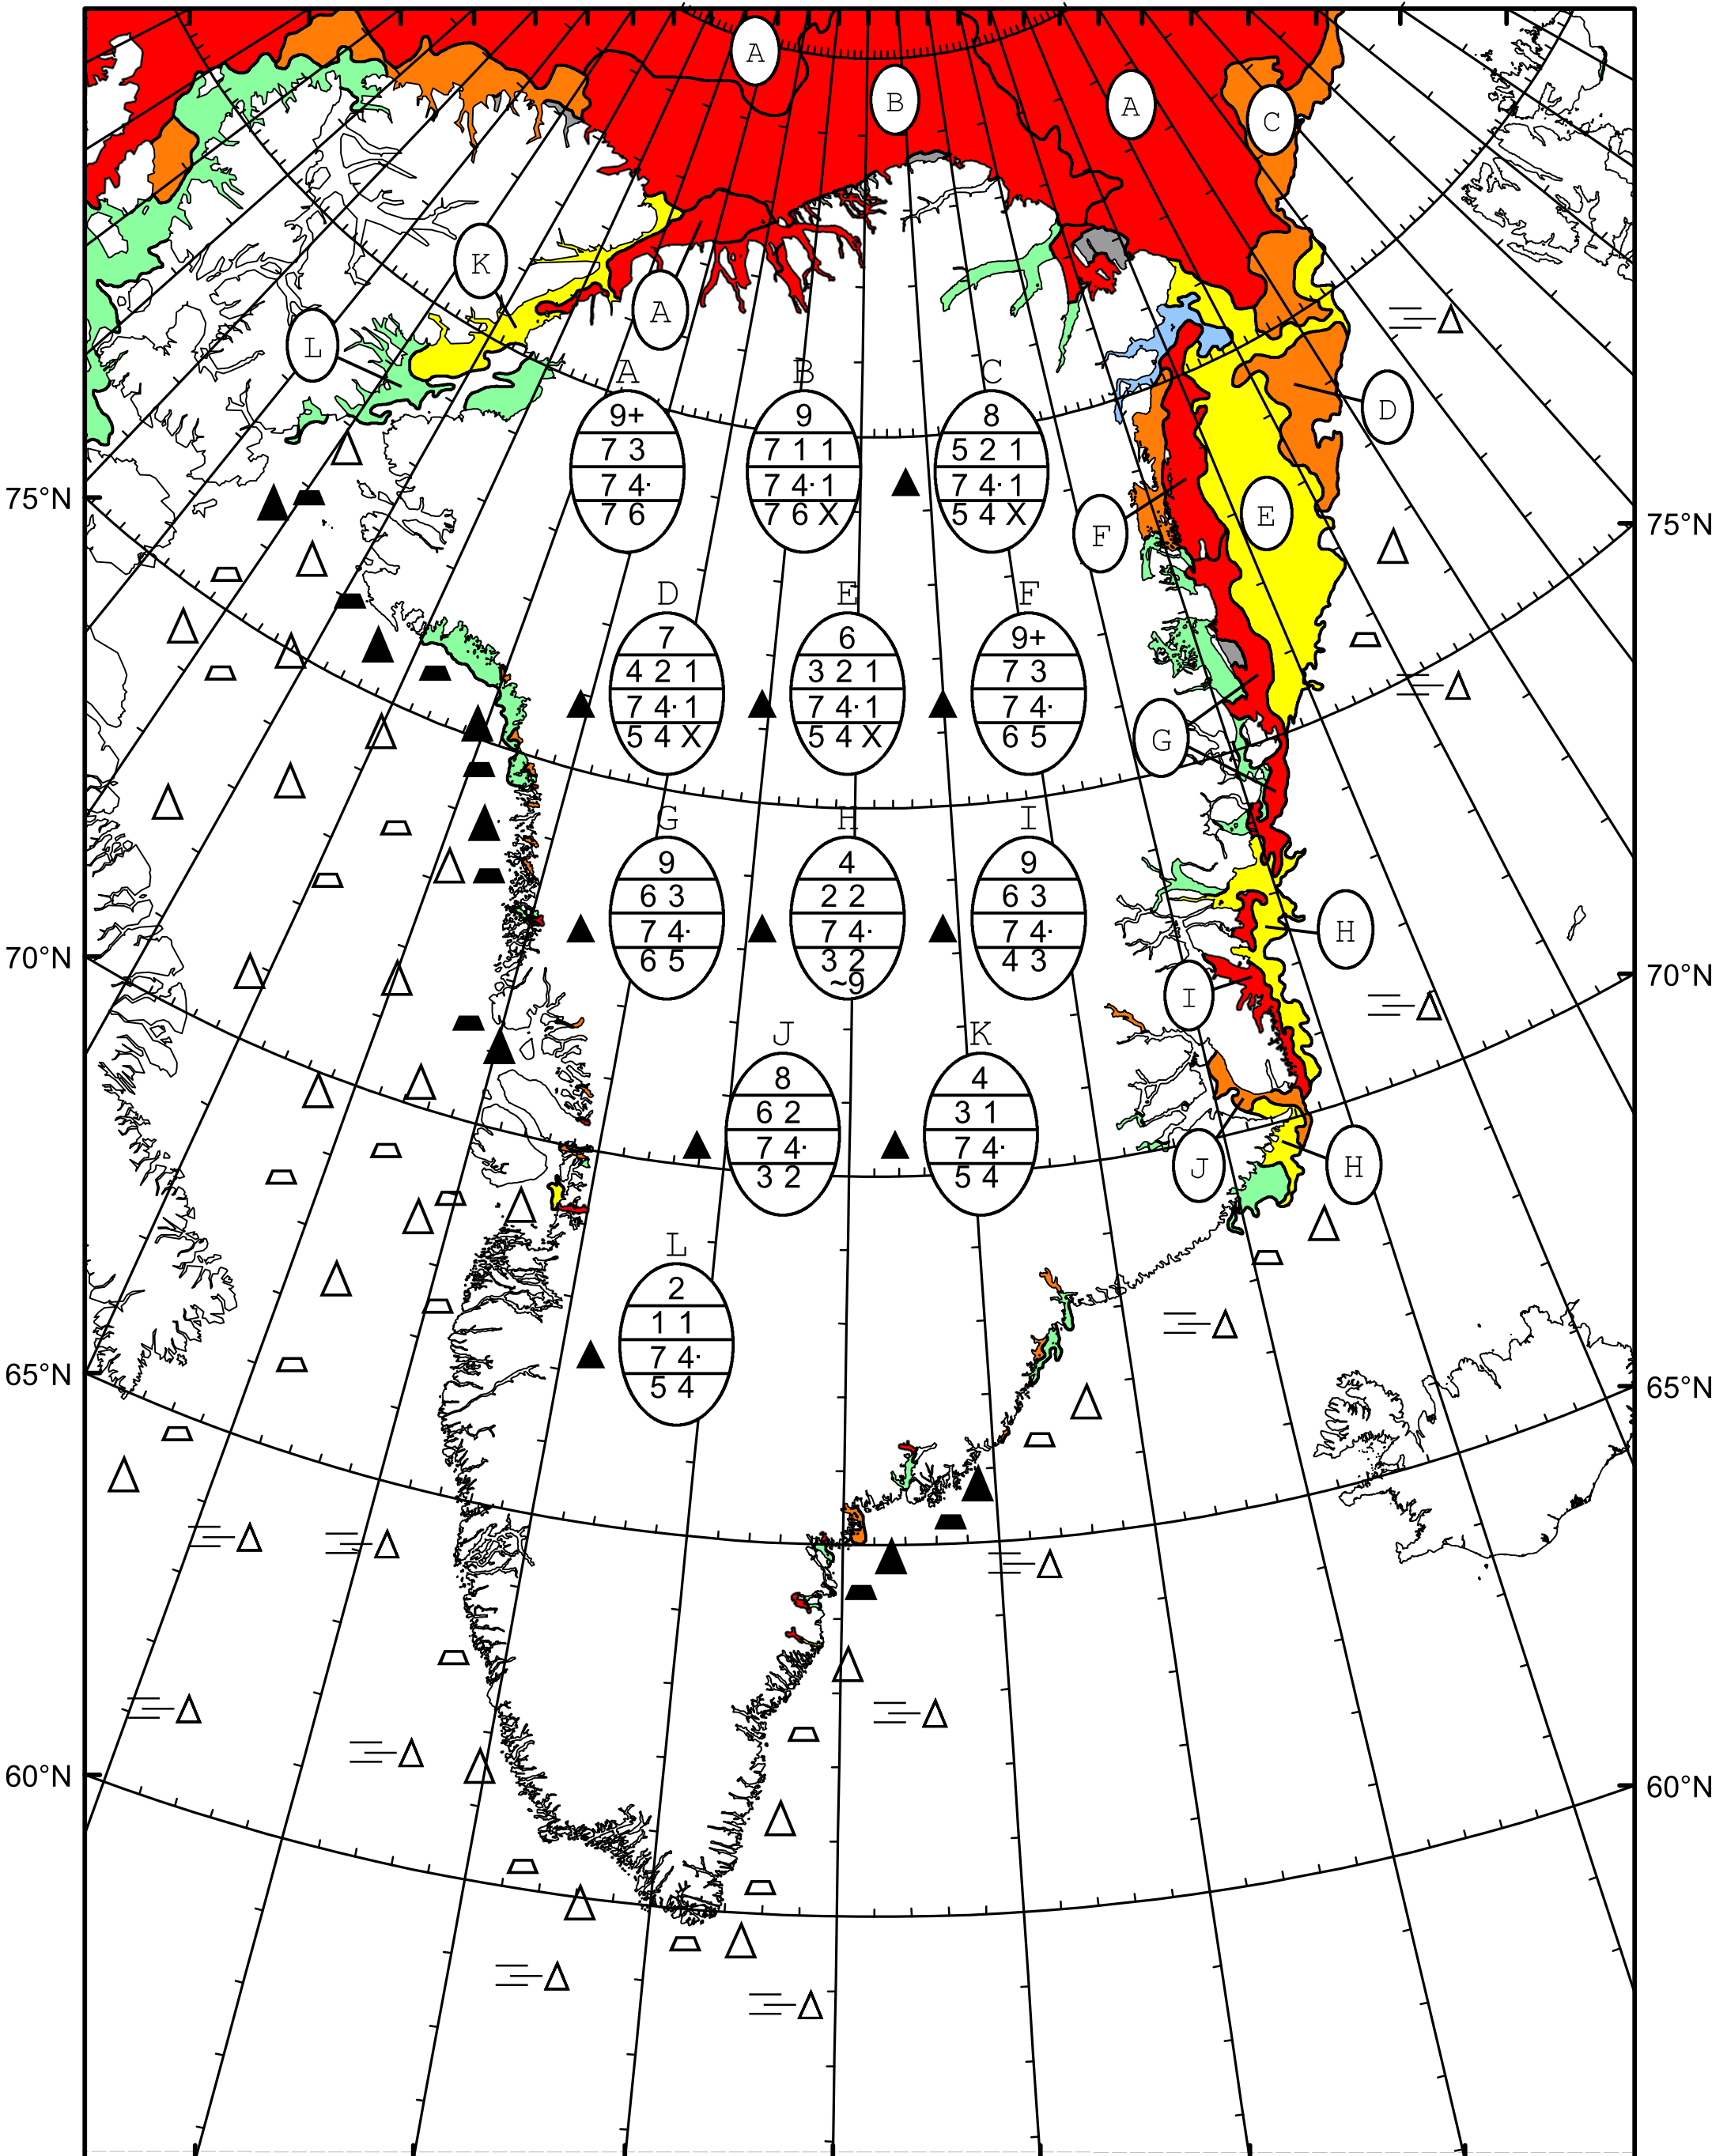 A
B
A
C
K
A
L
A B C
9+ 9 8
7 3 7 1 1 5 2 1
7 4· 7 4· 1 7 4· 1
7 6 7 6 X 5 4 X
D
F
E
75°N 75°N
D E F
7 6 9+
4 2 1 3 2 1 7 3
7 4· 1 7 4· 1 7 4·
5 4 X 5 4 X 6 5
G
G H I
9 4 9
6 3 2 2 6 3
7 4· 7 4· 7 4·
6 5 3 2 4 3
~9
H
70°N 70°N
I
J K
8 4
6 2 3 1
7 4· 7 4·
3 2 5 4
J H
L
2
1 1
7 4·
5 4
65°N 65°N
60°N 60°N